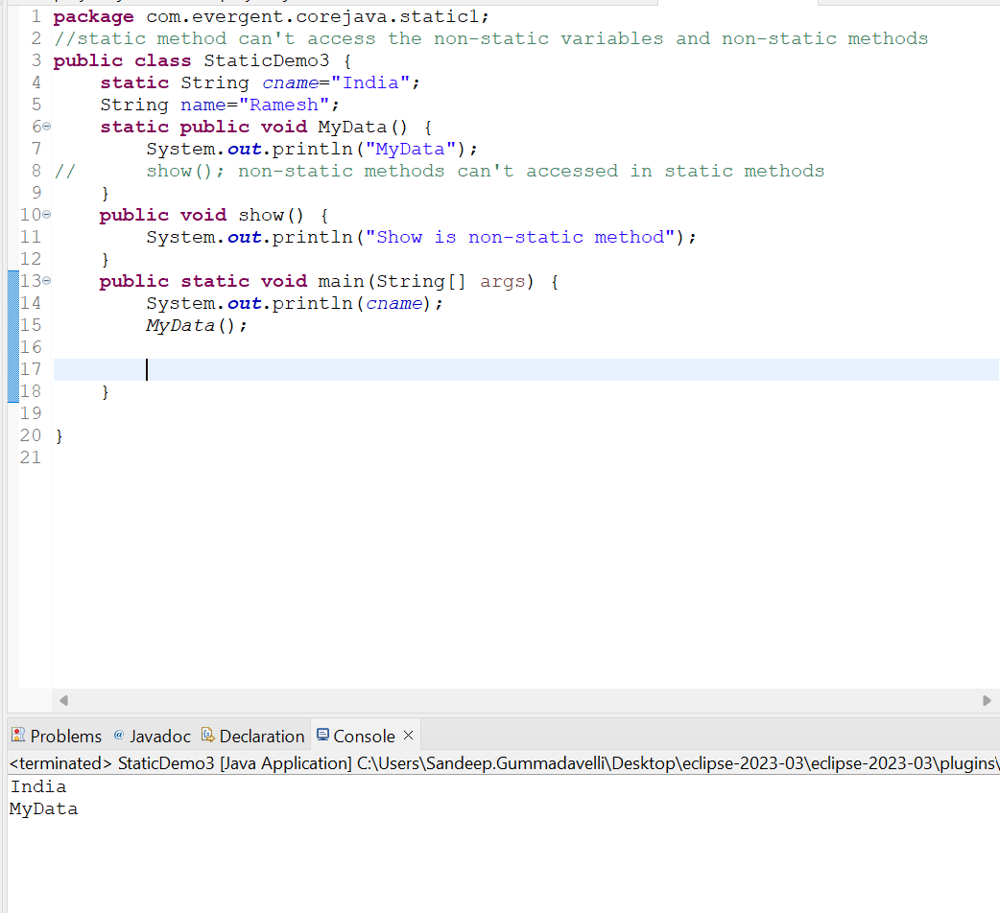 1 package com.evergent.corejava.static1;
2 //static method can't access the non-static variables and non-static methods
3 public class StaticDemo3 {
4     static String cname="India";
5     String name="Ramesh";
6     static public void MyData() {
7         System.out.println("MyData");
8 //      show(); non-static methods can't accessed in static methods
9     }
10     public void show() {
11         System.out.println("Show is non-static method");
12     }
13     public static void main(String[] args) {
14         System.out.println(cname);
15         MyData();
16
17
18     }
19
20 }
21
Problems @ Javadoc Declaration Console ×
<terminated> StaticDemo3 [Java Application] C:\Users\Sandeep.Gummadavelli\Desktop\eclipse-2023-03\eclipse-2023-03\plugins\
India
MyData